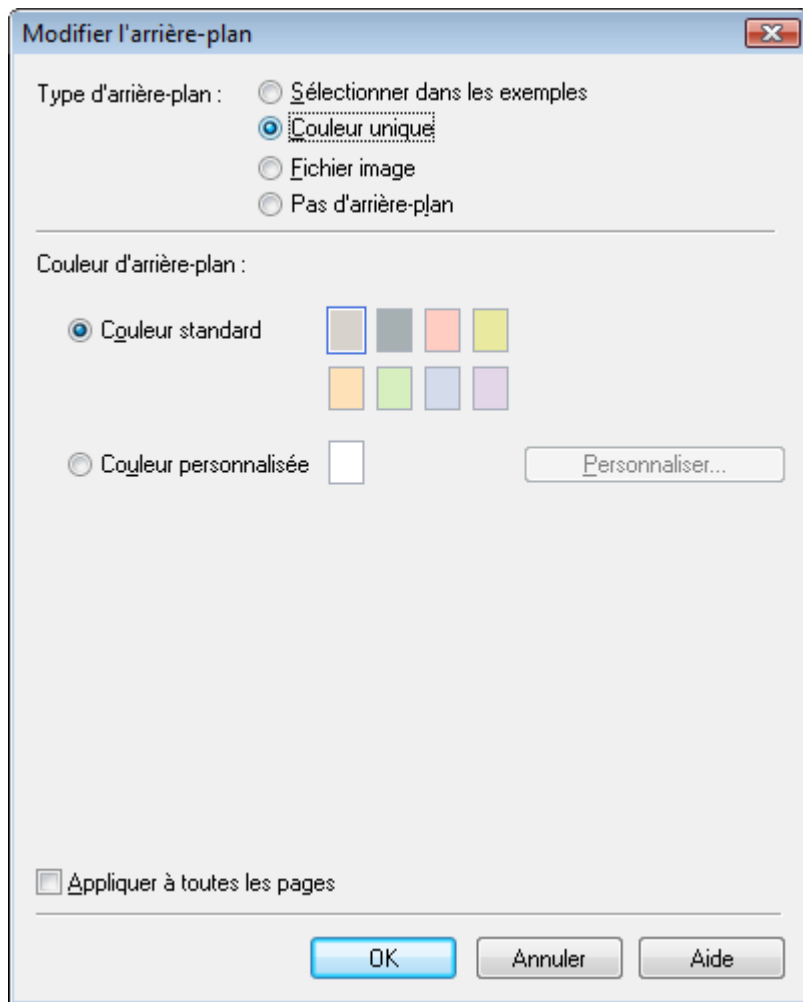 Modifier l'arrière-plan
Type d'arrière-plan :
Sélectionner dans les exemples
Couleur unique
Fichier image
Pas d'arrière-plan
Couleur d'arrière-plan :
Couleur standard
Couleur personnalisée
Personnaliser...
Appliquer à toutes les pages
OK
Annuler
Aide